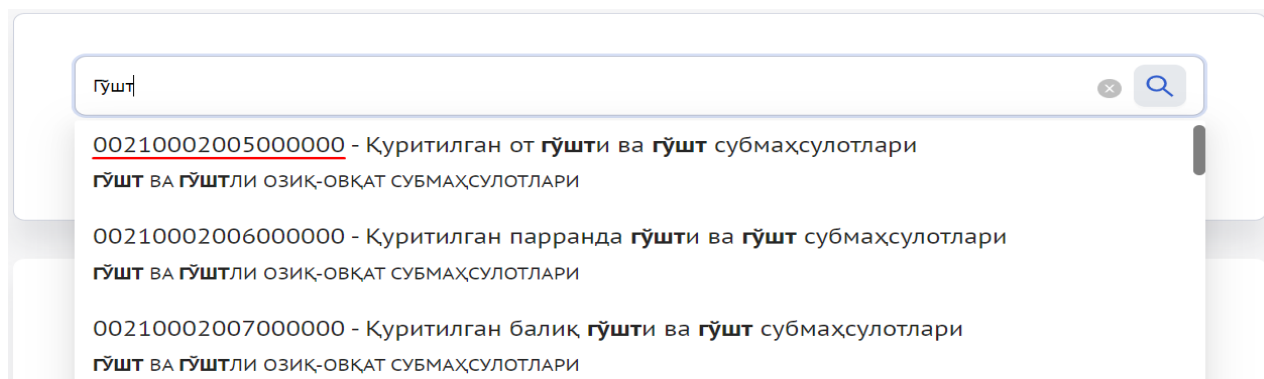 Гўшт
00210002005000000 - Қуритилган от гўшти ва гўшт субмаҳсулотлари
ГЎШТ ВА ГЎШТЛИ ОЗИҚ-ОВҚАТ СУБМАҲСУЛОТЛАРИ
00210002006000000 - Қуритилган парранда гўшти ва гўшт субмаҳсулотлари
ГЎШТ ВА ГЎШТЛИ ОЗИҚ-ОВҚАТ СУБМАҲСУЛОТЛАРИ
00210002007000000 - Қуритилган балиқ гўшти ва гўшт субмаҳсулотлари
ГЎШТ ВА ГЎШТЛИ ОЗИҚ-ОВҚАТ СУБМАҲСУЛОТЛАРИ